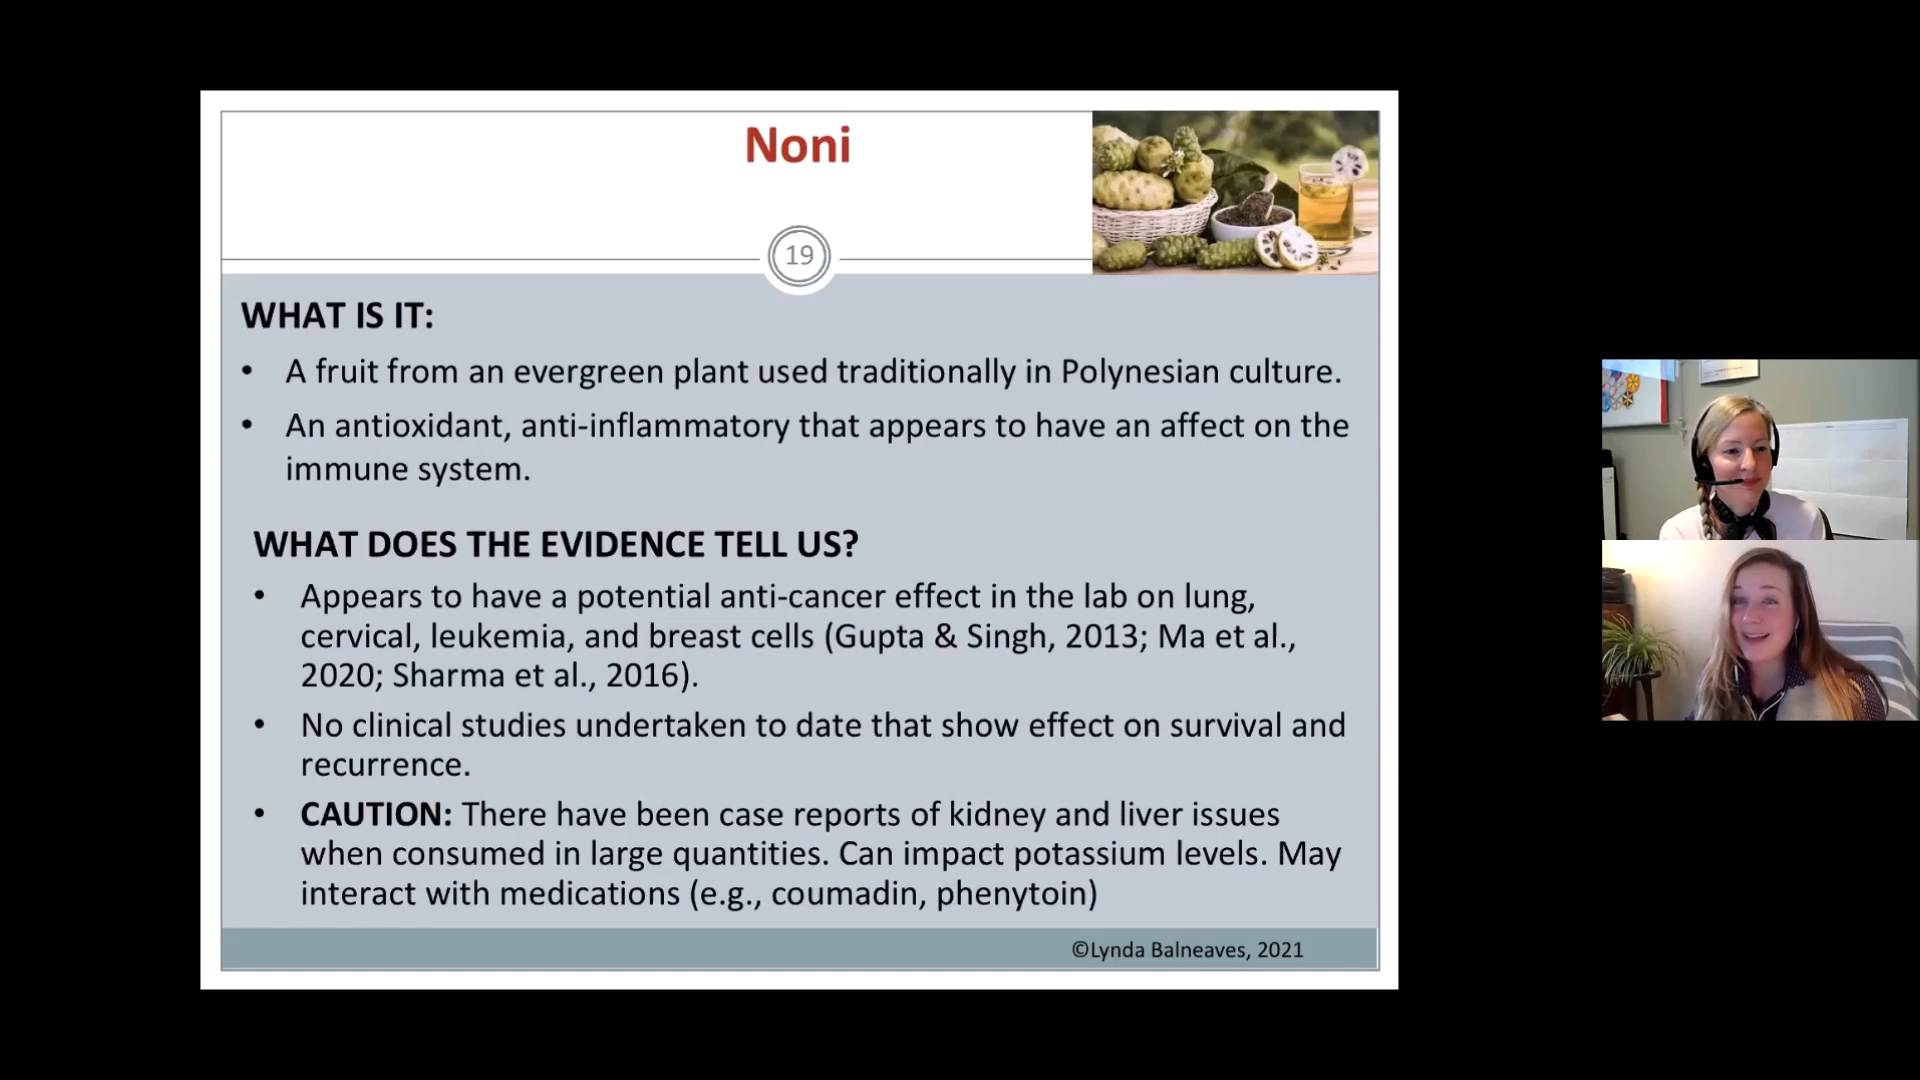 Noni
19
WHAT IS IT:
• A fruit from an evergreen plant used traditionally in Polynesian culture.
• An antioxidant, anti-inflammatory that appears to have an affect on the
immune system.
WHAT DOES THE EVIDENCE TELL US?
• Appears to have a potential anti-cancer effect in the lab on lung,
cervical, leukemia, and breast cells (Gupta & Singh, 2013; Ma et al.,
2020; Sharma et al., 2016).
• No clinical studies undertaken to date that show effect on survival and
recurrence.
• CAUTION: There have been case reports of kidney and liver issues
when consumed in large quantities. Can impact potassium levels. May
interact with medications (e.g., coumadin, phenytoin)
©Lynda Balneaves, 2021